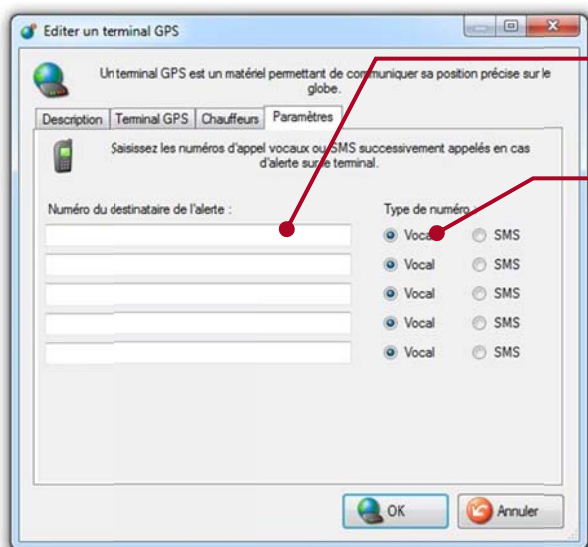 Editer un terminal GPS
Un terminal GPS est un matériel permettant de communiquer sa position précise sur le
globe.
Description Terminal GPS Chauffeurs Paramètres
Saisissez les numéros d'appel vocaux ou SMS successivement appelés en cas
d'alerte sur le terminal.
Numéro du destinataire de l'alerte : Type de numéro :
Vocal SMS
Vocal SMS
Vocal SMS
Vocal SMS
Vocal SMS
OK Annuler